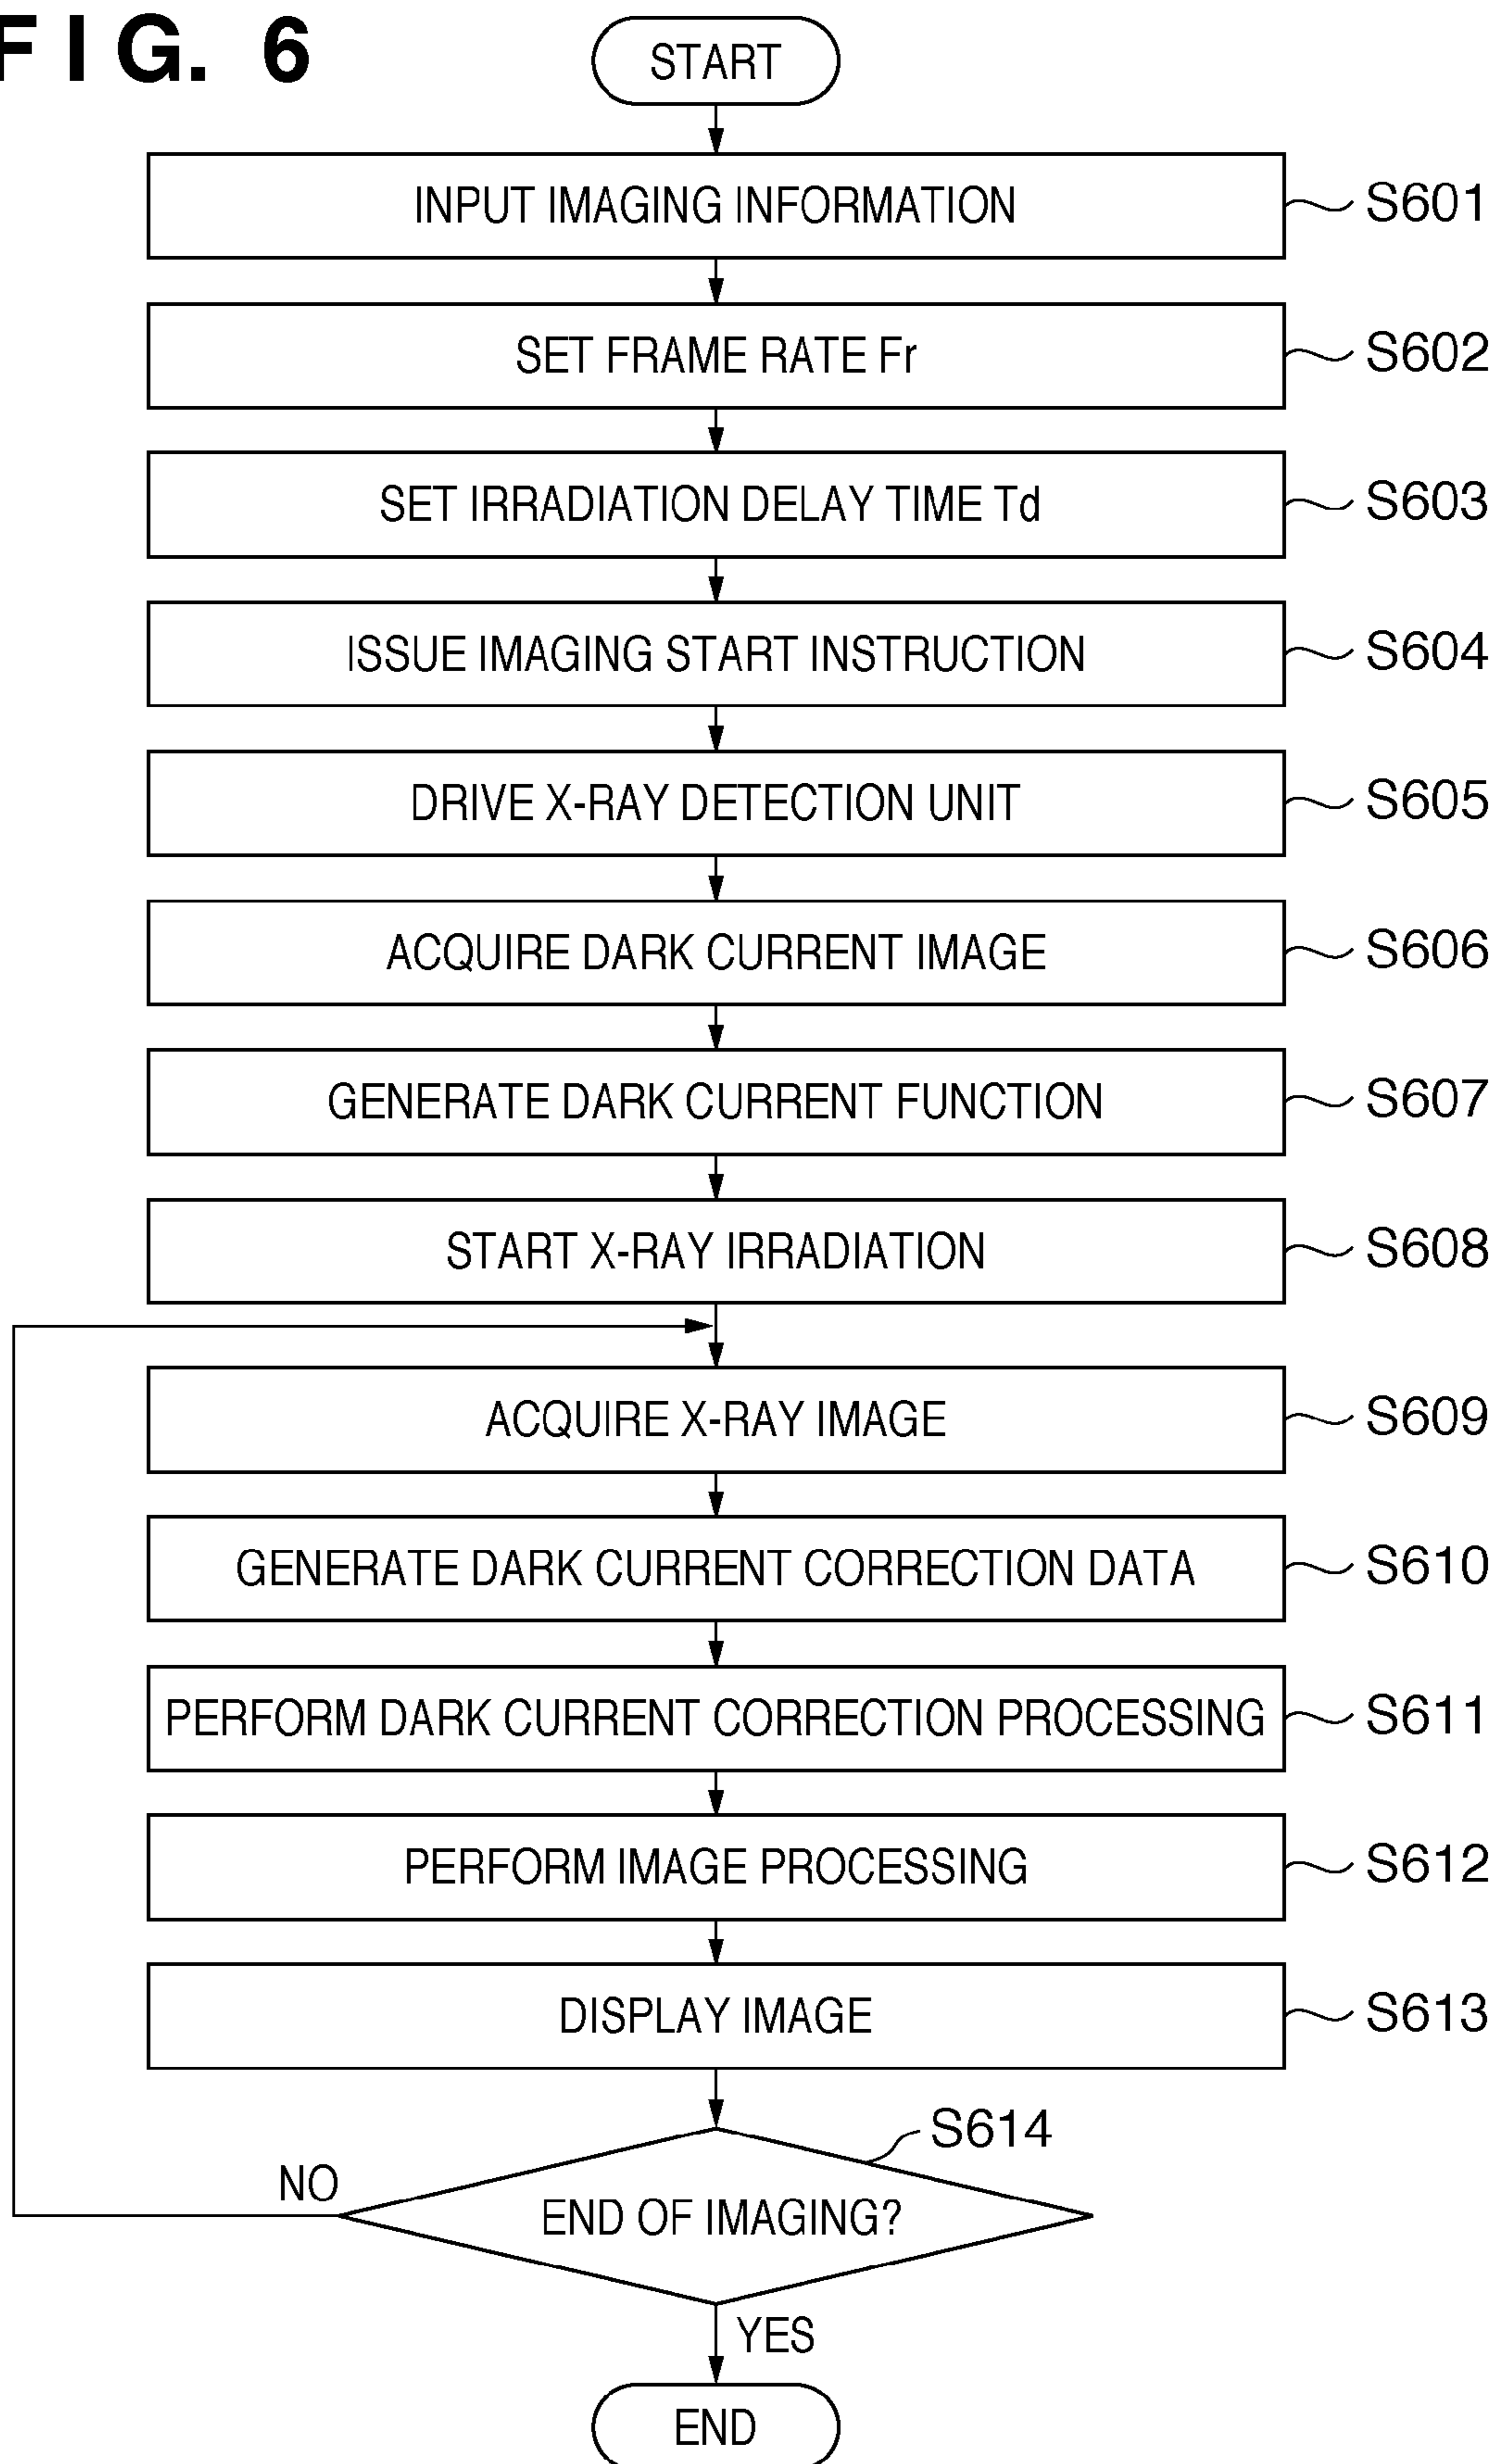 FIG. 6
START
INPUT IMAGING INFORMATION
S601
SET FRAME RATE Fr
S602
SET IRRADIATION DELAY TIME Td
S603
ISSUE IMAGING START INSTRUCTION
S604
DRIVE X-RAY DETECTION UNIT
S605
ACQUIRE DARK CURRENT IMAGE
S606
GENERATE DARK CURRENT FUNCTION
S607
START X-RAY IRRADIATION
S608
ACQUIRE X-RAY IMAGE
S609
GENERATE DARK CURRENT CORRECTION DATA
S610
PERFORM DARK CURRENT CORRECTION PROCESSING
S611
PERFORM IMAGE PROCESSING
S612
DISPLAY IMAGE
S613
S614
NO
END OF IMAGING?
YES
END